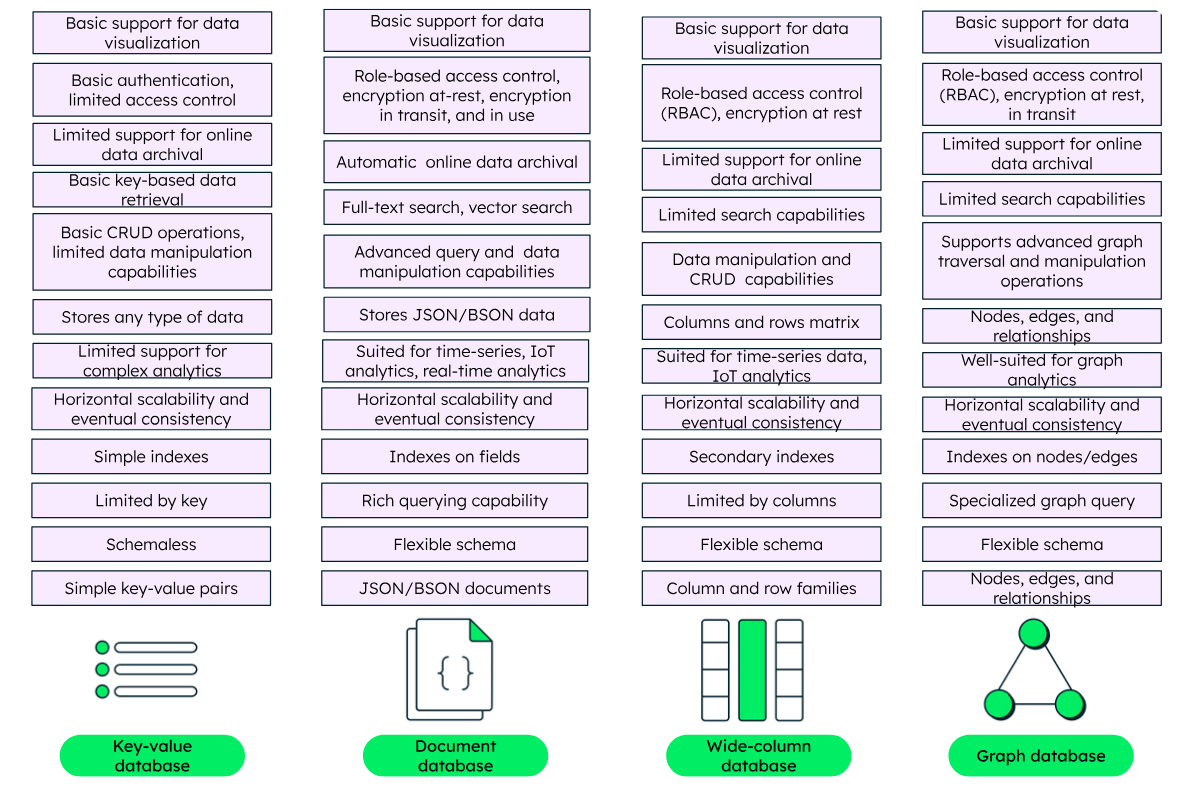 Basic support for data
visualization
Basic authentication,
limited access control
Limited support for online
data archival
Basic key-based data
retrieval
Basic CRUD operations,
limited data manipulation
capabilities
Stores any type of data
Limited support for
complex analytics
Horizontal scalability and
eventual consistency
Simple indexes
Limited by key
Schemaless
Simple key-value pairs
Key-value
database
Basic support for data
visualization
Role-based access control,
encryption at-rest, encryption
in transit, and in use
Automatic online data archival
Full-text search, vector search
Advanced query and data
manipulation capabilities
Stores JSON/BSON data
Suited for time-series, IoT
analytics, real-time analytics
Horizontal scalability and
eventual consistency
Indexes on fields
Rich querying capability
Flexible schema
JSON/BSON documents
{ }
Document
database
Basic support for data
visualization
Role-based access control
(RBAC), encryption at rest
Limited support for online
data archival
Limited search capabilities
Data manipulation and
CRUD capabilities
Columns and rows matrix
Suited for time-series data,
IoT analytics
Horizontal scalability and
eventual consistency
Secondary indexes
Limited by columns
Flexible schema
Column and row families
Wide-column
database
Basic support for data
visualization
Role-based access control
(RBAC), encryption at rest,
in transit
Limited support for online
data archival
Limited search capabilities
Supports advanced graph
traversal and manipulation
operations
Nodes, edges, and
relationships
Well-suited for graph
analytics
Horizontal scalability and
eventual consistency
Indexes on nodes/edges
Specialized graph query
Flexible schema
Nodes, edges, and
relationships
Graph database